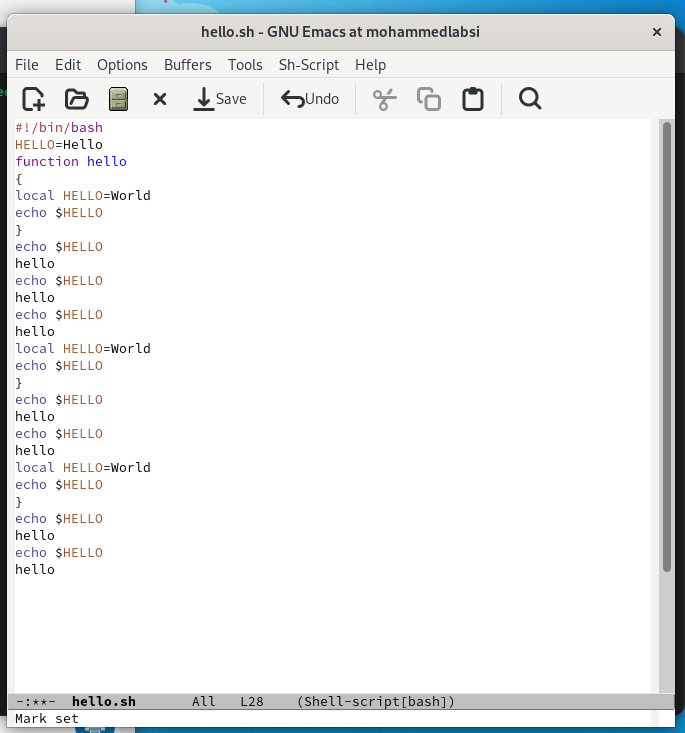 hello.sh - GNU Emacs at mohammedlabsi ×
File Edit Options Buffers Tools Sh-Script Help
Save Undo
#!/bin/bash
HELLO=Hello
function hello
{
local HELLO=World
echo $HELLO
}
echo $HELLO
hello
echo $HELLO
hello
echo $HELLO
hello
local HELLO=World
echo $HELLO
}
echo $HELLO
hello
echo $HELLO
hello
local HELLO=World
echo $HELLO
}
echo $HELLO
hello
echo $HELLO
hello
-:**- hello.sh All L28 (Shell-script[bash])
Mark set